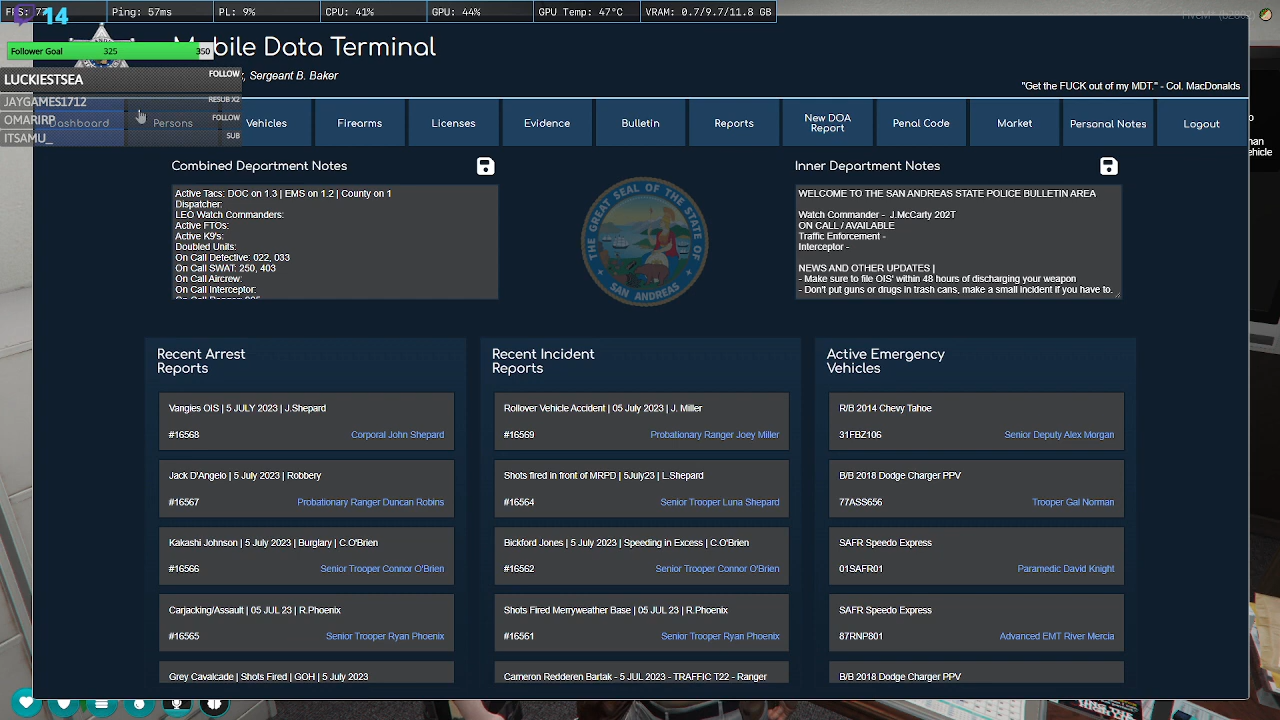 FPS: 77
Ping: 57ms
PL: 9%
CPU: 41%
GPU: 44%
GPU Temp: 47°C
VRAM: 0.7/9.7/11.8 GB
14
Follower Goal 325 350
LUCKIESTSEA FOLLOW
JAYGAMES1712 RESUB X2
OMARIRP FOLLOW
ITSAMU_ SUB
Mobile Data Terminal
Sergeant B. Baker
"Get the FUCK out of my MDT." - Col. MacDonalds
Dashboard
Persons
Vehicles
Firearms
Licenses
Evidence
Bulletin
Reports
New DOA
Report
Penal Code
Market
Personal Notes
Logout
Combined Department Notes
Active Tacs: DOC on 1.3 | EMS on 1.2 | County on 1
Dispatcher:
LEO Watch Commanders:
Active FTOs:
Active K9's:
Doubled Units:
On Call Detective: 022, 033
On Call SWAT: 250, 403
On Call Aircrew:
On Call Interceptor:
THE GREAT SEAL OF THE STATE OF SAN ANDREAS
Inner Department Notes
WELCOME TO THE SAN ANDREAS STATE POLICE BULLETIN AREA
Watch Commander - J.McCarty 202T
ON CALL / AVAILABLE
Traffic Enforcement -
Interceptor -
NEWS AND OTHER UPDATES |
- Make sure to file OIS' within 48 hours of discharging your weapon
- Don't put guns or drugs in trash cans, make a small incident if you have to.
Recent Arrest
Reports
Vangies OIS | 5 JULY 2023 | J.Shepard
#16568 Corporal John Shepard
Jack D'Angelo | 5 July 2023 | Robbery
#16567 Probationary Ranger Duncan Robins
Kakashi Johnson | 5 July 2023 | Burglary | C.O'Brien
#16566 Senior Trooper Connor O'Brien
Carjacking/Assault | 05 JUL 23 | R.Phoenix
#16565 Senior Trooper Ryan Phoenix
Grey Cavalcade | Shots Fired | GOH | 5 July 2023
Recent Incident
Reports
Rollover Vehicle Accident | 05 July 2023 | J. Miller
#16569 Probationary Ranger Joey Miller
Shots fired in front of MRPD | 5July23 | L.Shepard
#16564 Senior Trooper Luna Shepard
Bickford Jones | 5 July 2023 | Speeding in Excess | C.O'Brien
#16562 Senior Trooper Connor O'Brien
Shots Fired Merryweather Base | 05 JUL 23 | R.Phoenix
#16561 Senior Trooper Ryan Phoenix
Cameron Redderen Bartak - 5 JUL 2023 - TRAFFIC T22 - Ranger
Active Emergency
Vehicles
R/B 2014 Chevy Tahoe
31FBZ106 Senior Deputy Alex Morgan
B/B 2018 Dodge Charger PPV
77ASS656 Trooper Gal Norman
SAFR Speedo Express
01SAFR01 Paramedic David Knight
SAFR Speedo Express
87RNP801 Advanced EMT River Mercia
B/B 2018 Dodge Charger PPV